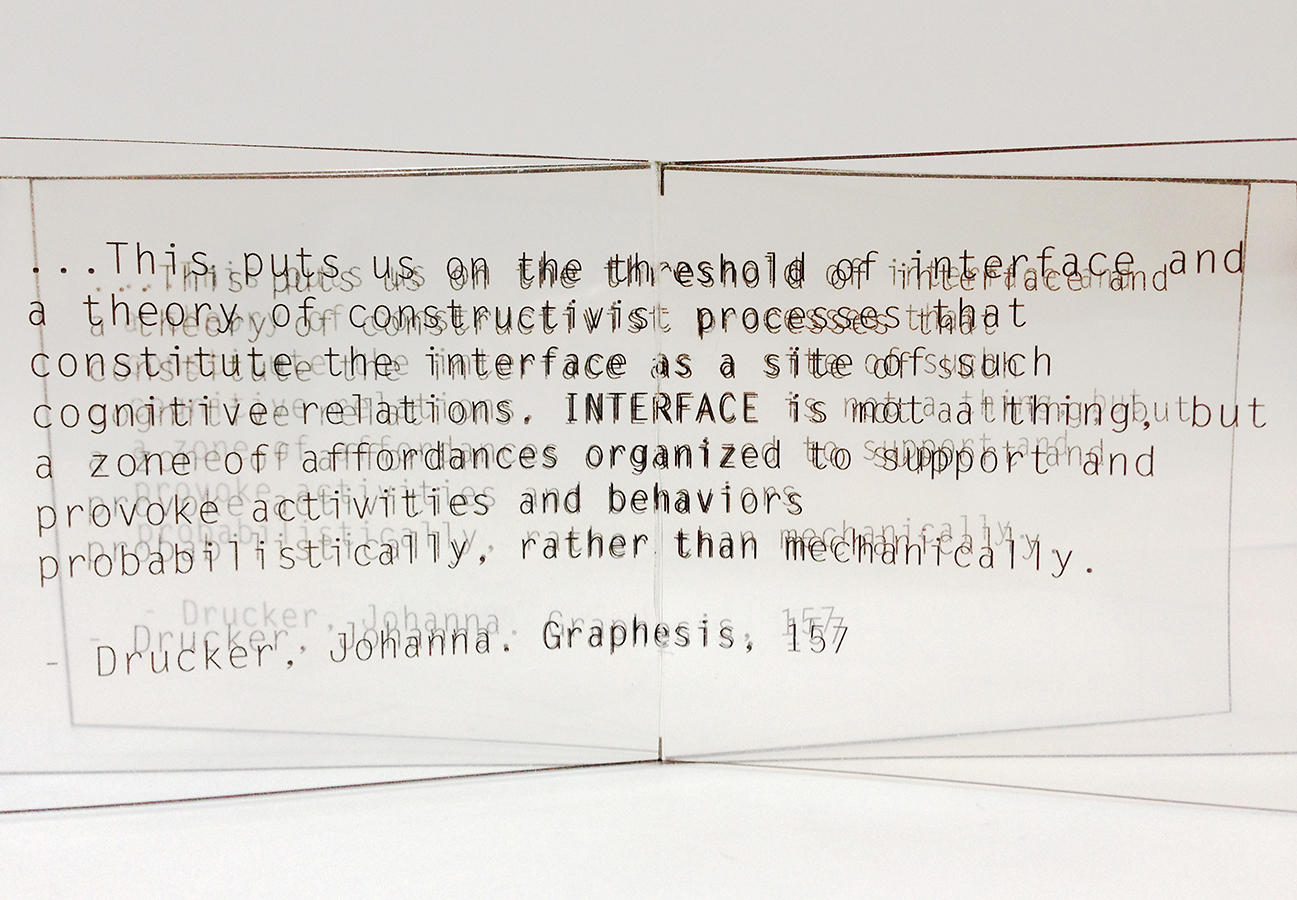 ...This puts us on the threshold of interface and
a theory of constructivist processes that
constitute the interface as a site of such
cognitive relations. INTERFACE is not a thing, but
a zone of affordances organized to support and
provoke activities and behaviors
probabilistically, rather than mechanically.
- Drucker, Johanna. Graphesis, 157